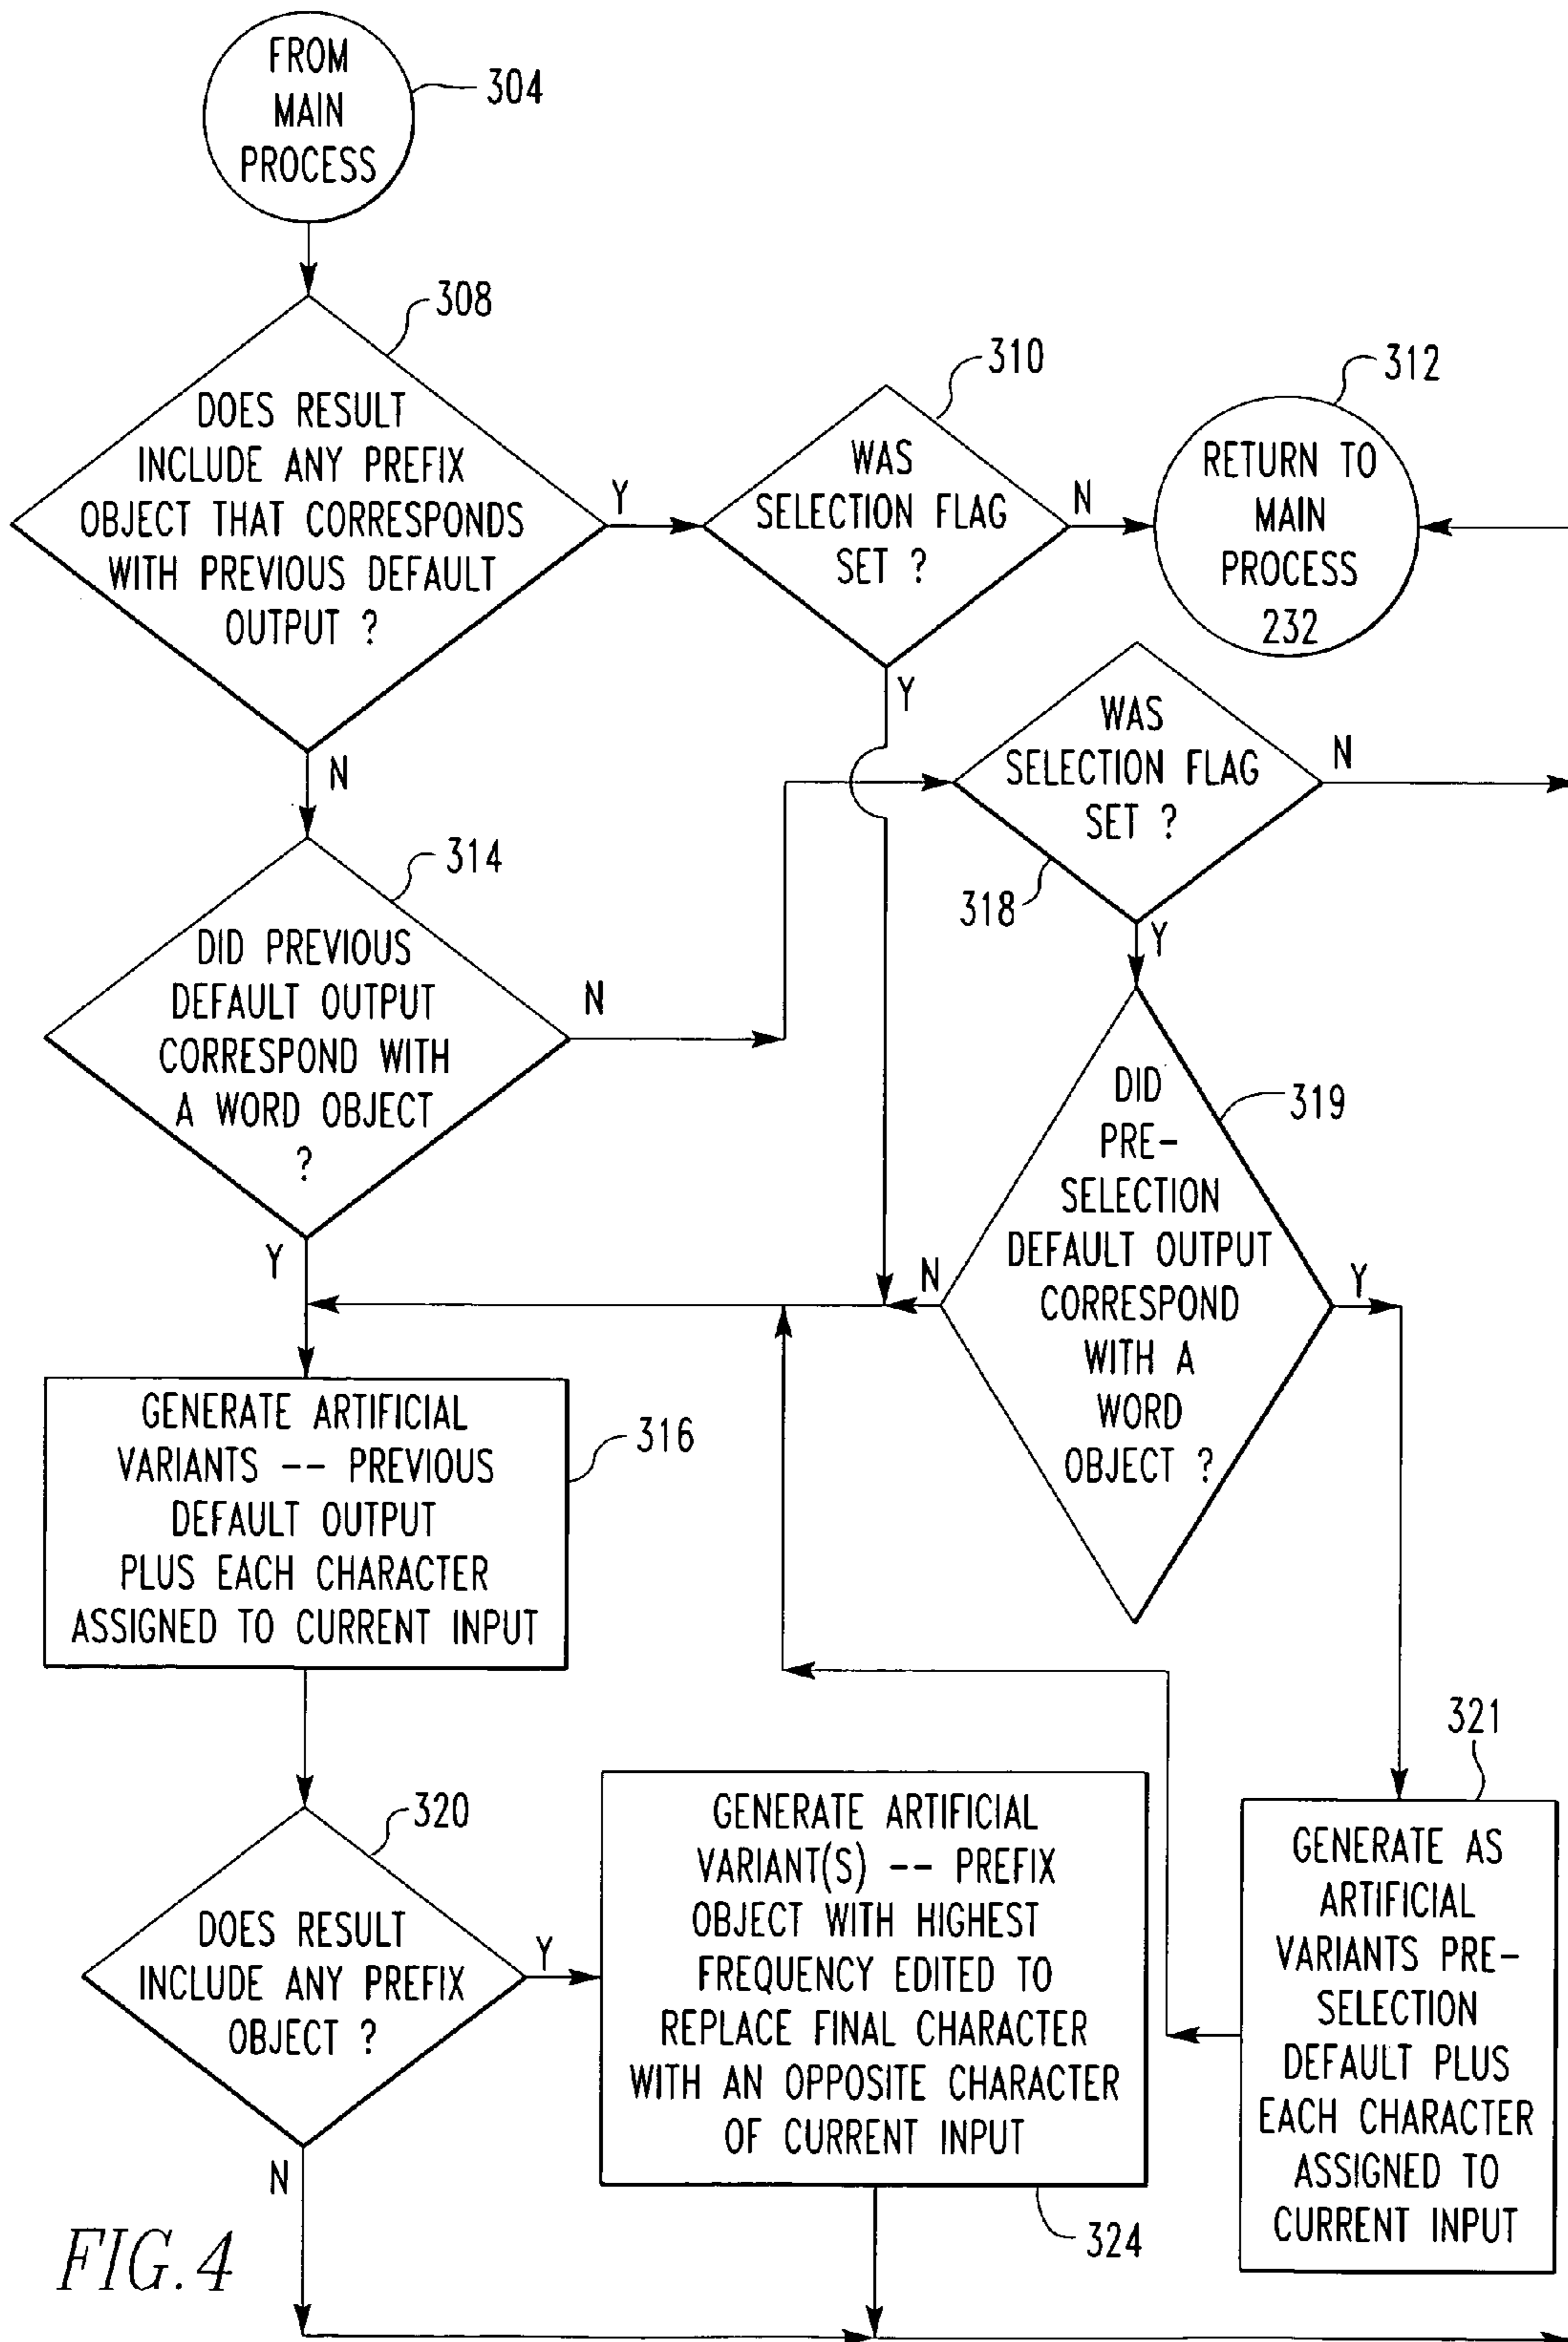 FROM
MAIN
PROCESS
304
308
DOES RESULT
INCLUDE ANY PREFIX
OBJECT THAT CORRESPONDS
WITH PREVIOUS DEFAULT
OUTPUT ?
Y
N
310
WAS
SELECTION FLAG
SET ?
N
Y
312
RETURN TO
MAIN
PROCESS
232
314
DID PREVIOUS
DEFAULT OUTPUT
CORRESPOND WITH
A WORD OBJECT
?
N
Y
WAS
SELECTION FLAG
SET ?
N
318
Y
DID
PRE-
SELECTION
DEFAULT OUTPUT
CORRESPOND
WITH A
WORD
OBJECT ?
319
N
Y
GENERATE ARTIFICIAL
VARIANTS -- PREVIOUS
DEFAULT OUTPUT
PLUS EACH CHARACTER
ASSIGNED TO CURRENT INPUT
316
320
DOES RESULT
INCLUDE ANY PREFIX
OBJECT ?
Y
N
GENERATE ARTIFICIAL
VARIANT(S) -- PREFIX
OBJECT WITH HIGHEST
FREQUENCY EDITED TO
REPLACE FINAL CHARACTER
WITH AN OPPOSITE CHARACTER
OF CURRENT INPUT
324
321
GENERATE AS
ARTIFICIAL
VARIANTS PRE-
SELECTION
DEFAULT PLUS
EACH CHARACTER
ASSIGNED TO
CURRENT INPUT
FIG. 4